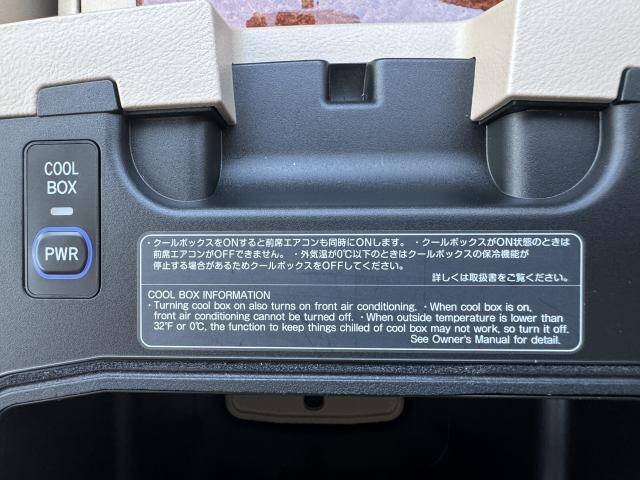 COOL
BOX
PWR
・クールボックスをONすると前席エアコンも同時にONします。 ・クールボックスがON状態のときは
前席エアコンがOFFできません。 ・外気温が0℃以下のときはクールボックスの保冷機能が
停止する場合があるためクールボックスをOFFしてください。
詳しくは取扱書をご覧ください。
COOL BOX INFORMATION
・Turning cool box on also turns on front air conditioning. ・When cool box is on,
front air conditioning cannot be turned off. ・When outside temperature is lower than
32°F or 0℃, the function to keep things chilled of cool box may not work, so turn it off.
See Owner's Manual for detail.